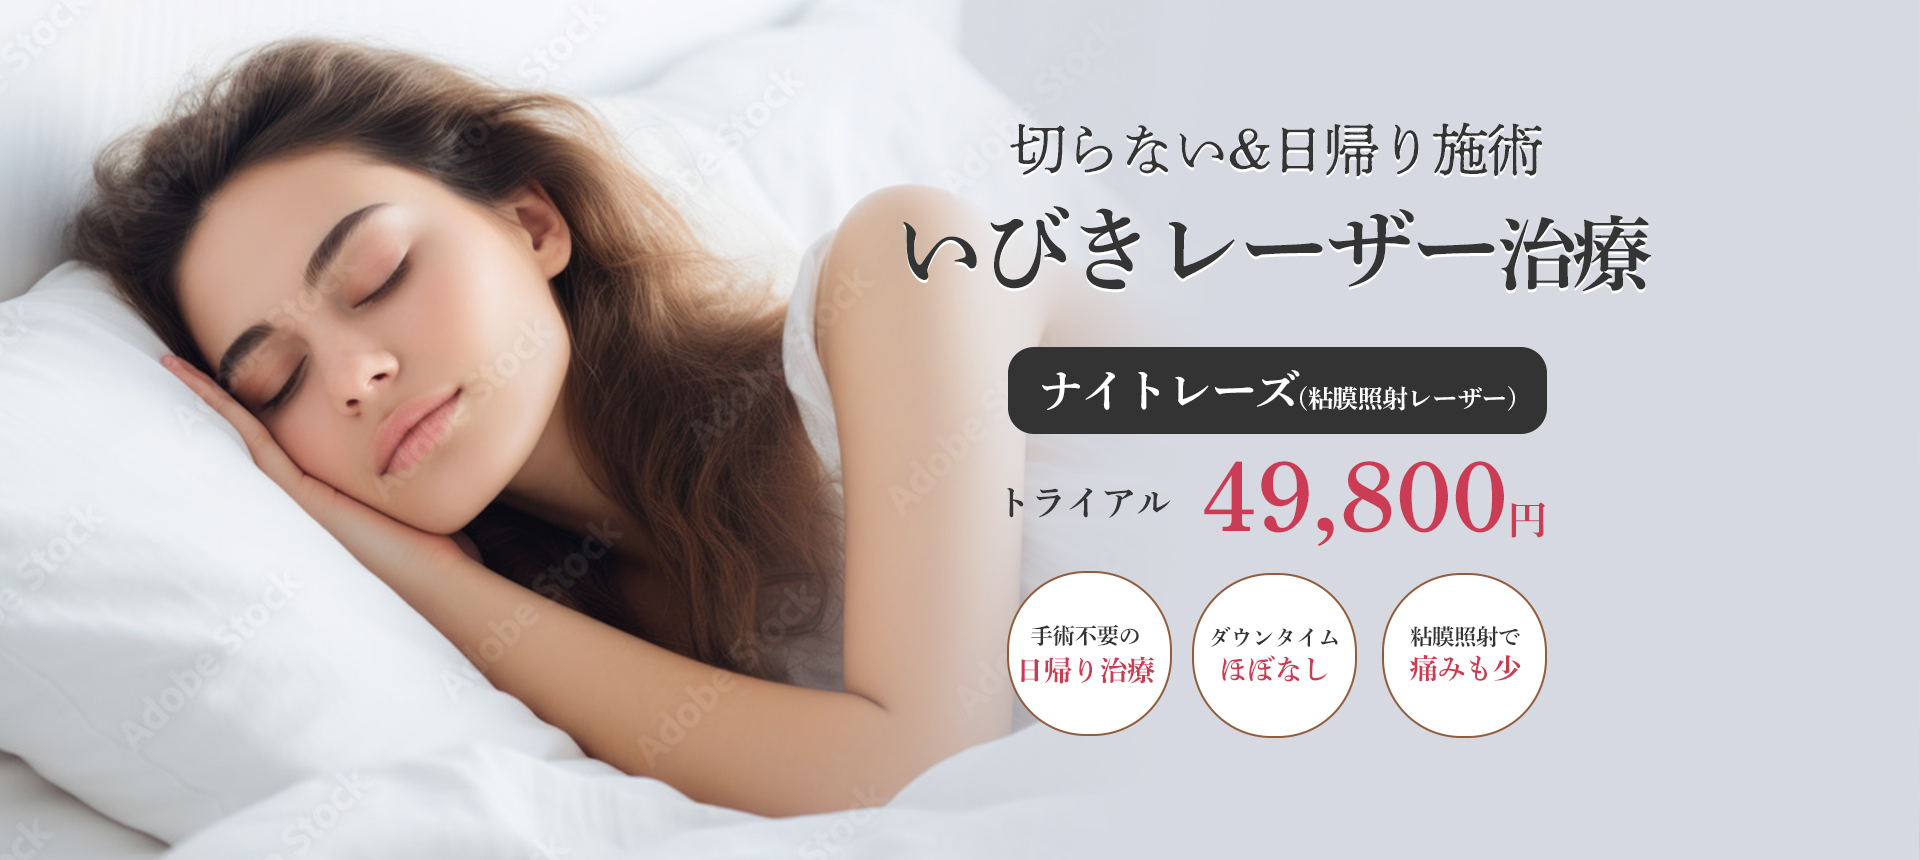 切らない&日帰り施術
いびきレーザー治療
ナイトレーズ(粘膜照射レーザー)
トライアル 49,800円
手術不要の
日帰り治療
ダウンタイム
ほぼなし
粘膜照射で
痛みも少
Adobe Stock